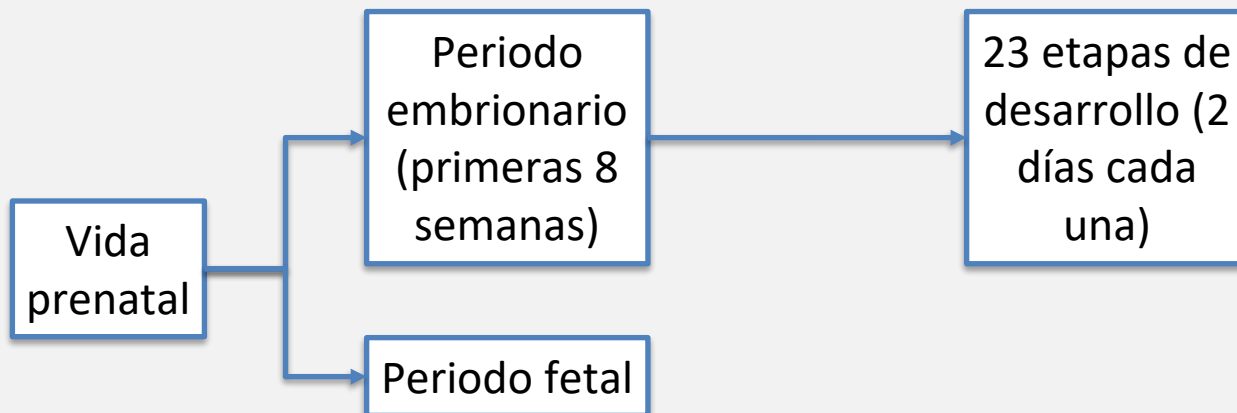 Vida
prenatal
Periodo
embrionario
(primeras 8
semanas)
23 etapas de
desarrollo (2
días cada
una)
Periodo fetal